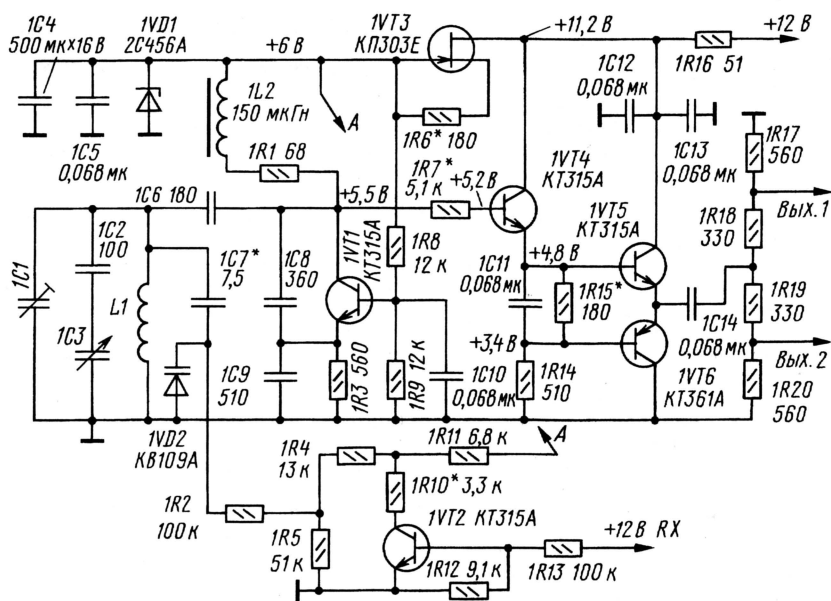 1C4
500 мк×16 В
1VD1
2С456А
+6 В
1VT3
КП303Е
+11,2 В
+12 В
1R16 51
1C12
0,068 мк
1L2
150 мкГн
A
1R6* 180
1C5
0,068 мк
1R1 68
1R7*
5,1 к
+5,2 В
1VT4
КТ315А
1C13
0,068 мк
1R17
560
Вых.1
1C6 180
+5,5 В
1VT5
КТ315А
1R18
330
1C1
1C2
100
1C7*
7,5
1C8
360
1VT1
КТ315А
1R8
12 к
+4,8 В
1C11
0,068 мк
1R15*
180
1R19
330
L1
1C3
1C14
0,068 мк
Вых.2
+3,4 В
1C9
510
1R3 560
1R9 12 к
1C10
0,068 мк
1R14
510
1VT6
КТ361А
1R20
560
1VD2
КВ109А
1R4
13 к
1R11 6,8 к
A
1R10* 3,3 к
1R2
100 к
1VT2 КТ315А
+12 В RX
1R5
51 к
1R12 9,1 к
1R13 100 к